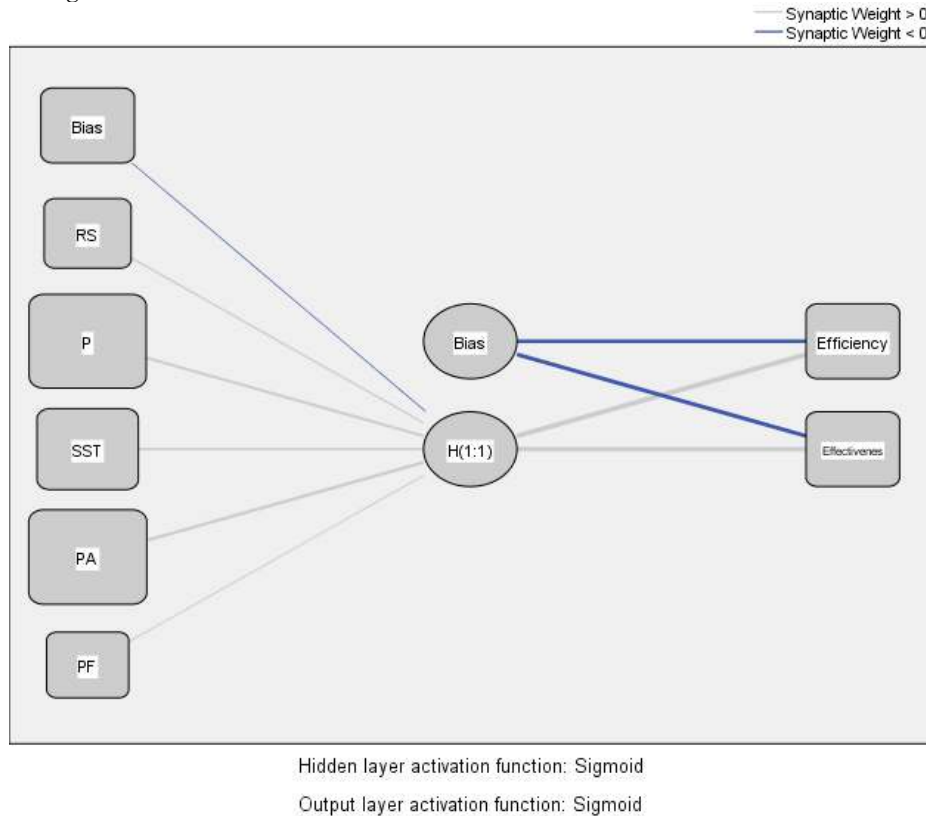 Synaptic Weight > 0
Synaptic Weight < 0
Bias
RS
P
SST
PA
PF
Bias
H(1:1)
Efficiency
Effectivenes
Hidden layer activation function: Sigmoid
Output layer activation function: Sigmoid